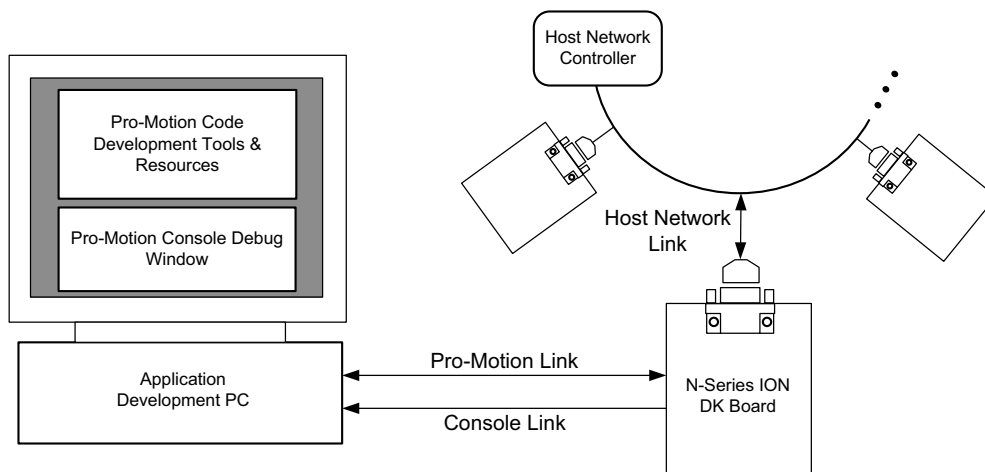 Host Network
Controller
Pro-Motion Code
Development Tools &
Resources
Pro-Motion Console Debug
Window
Host Network
Link
Pro-Motion Link
Application
Development PC
Console Link
N-Series ION
DK Board